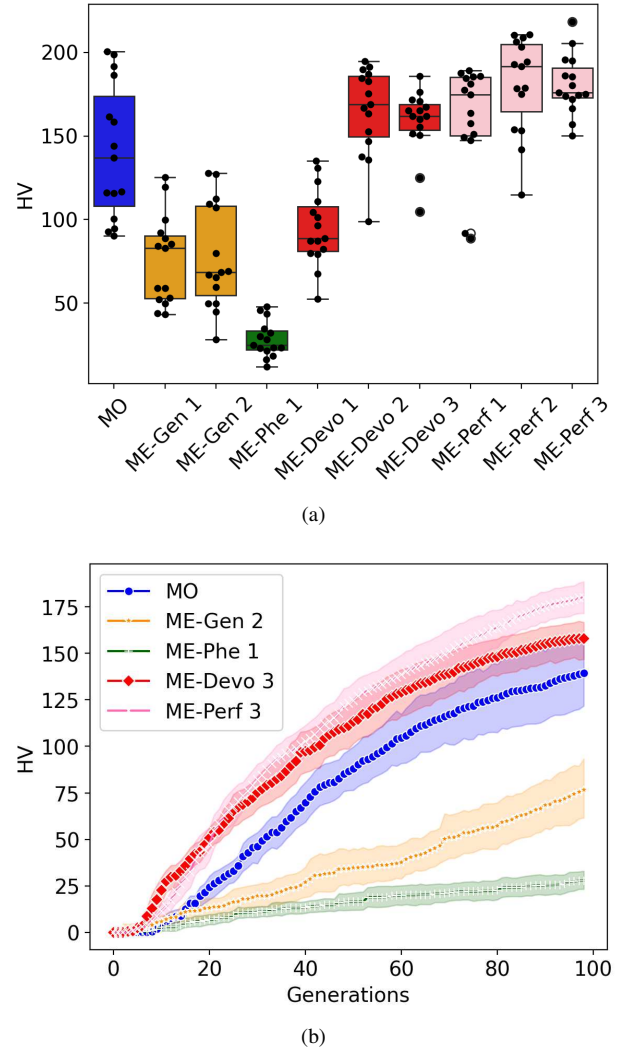 200
150
100
50
HV
MO
ME-Gen 1
ME-Gen 2
ME-Phe 1
ME-Devo 1
ME-Devo 2
ME-Devo 3
ME-Perf 1
ME-Perf 2
ME-Perf 3
(a)
MO
ME-Gen 2
ME-Phe 1
ME-Devo 3
ME-Perf 3
175
150
125
100
75
50
25
0
HV
0 20 40 60 80 100
Generations
(b)